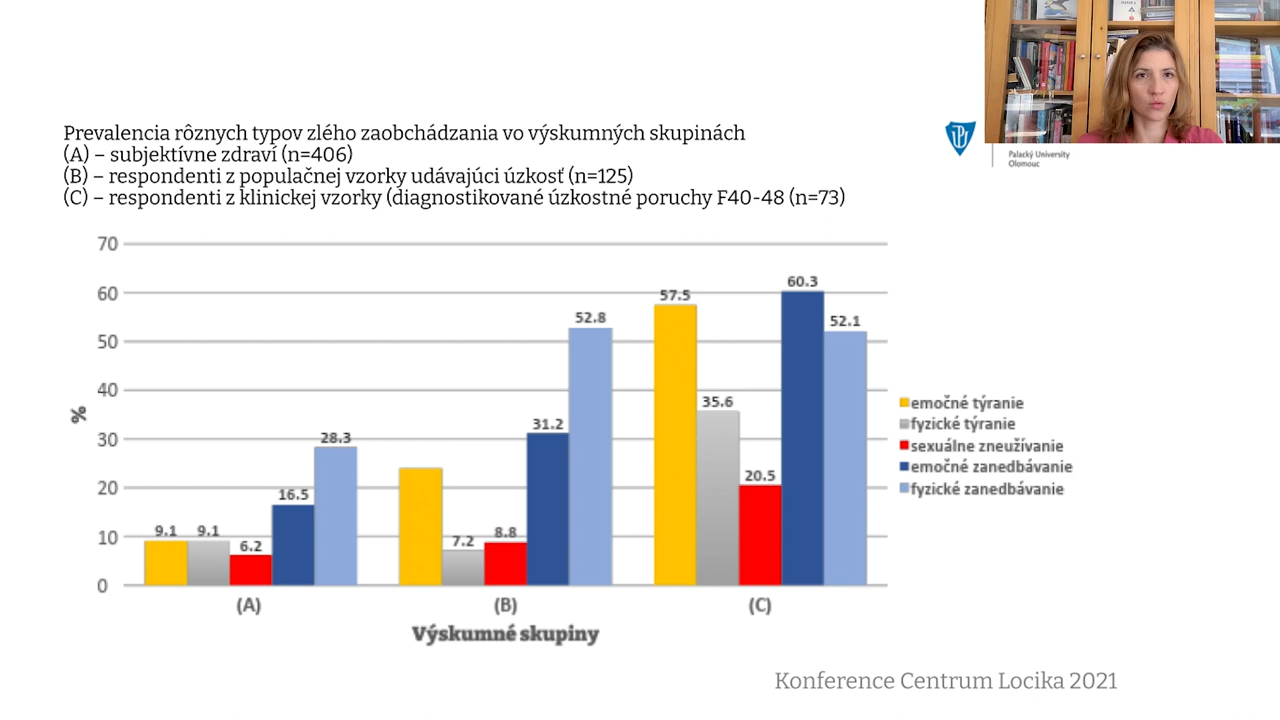 Prevalencia rôznych typov zlého zaobchádzania vo výskumných skupinách
(A) – subjektívne zdraví (n=406)
(B) – respondenti z populačnej vzorky udávajúci úzkosť (n=125)
(C) – respondenti z klinickej vzorky (diagnostikované úzkostné poruchy F40-48 (n=73)
Palacký University
Olomouc
70
60
50
40
30
20
10
0
%
9.1
9.1
6.2
16.5
28.3
7.2
8.8
31.2
52.8
57.5
35.6
20.5
60.3
52.1
(A)
(B)
(C)
Výskumné skupiny
emočné týranie
fyzické týranie
sexuálne zneužívanie
emočné zanedbávanie
fyzické zanedbávanie
Konference Centrum Locika 2021